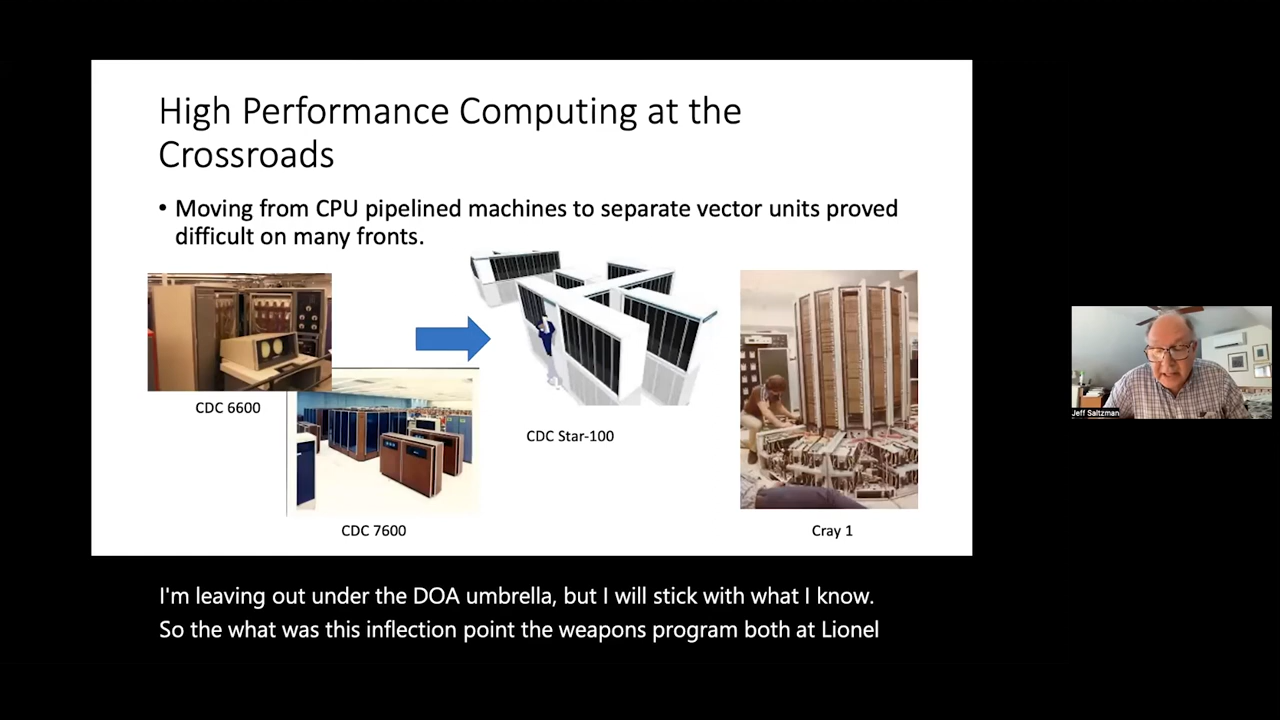 High Performance Computing at the
Crossroads
• Moving from CPU pipelined machines to separate vector units proved
difficult on many fronts.
CDC 6600
CDC Star-100
CDC 7600
Cray 1
Jeff Saltzman
I'm leaving out under the DOA umbrella, but I will stick with what I know.
So the what was this inflection point the weapons program both at Lionel